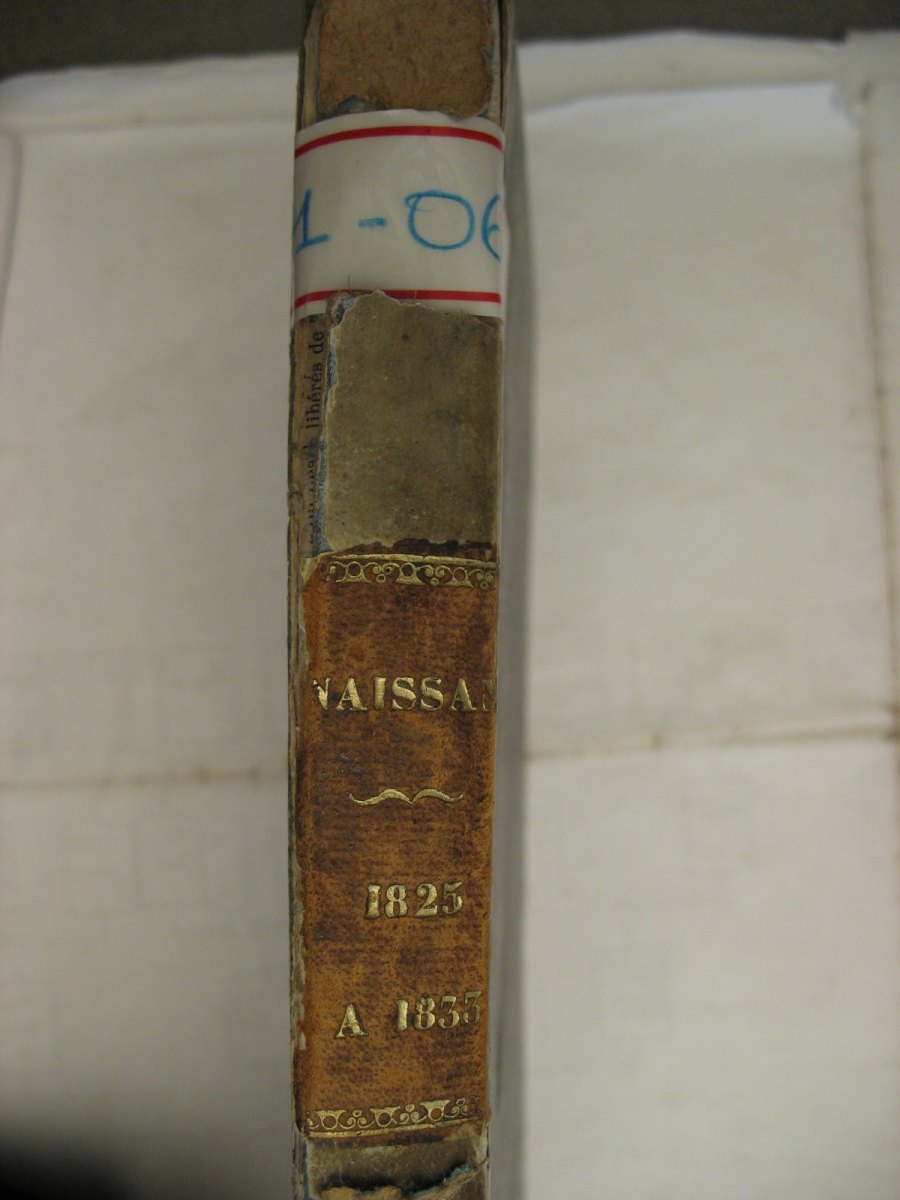 1-06
libérés de
NAISSAN
1825
A 1833